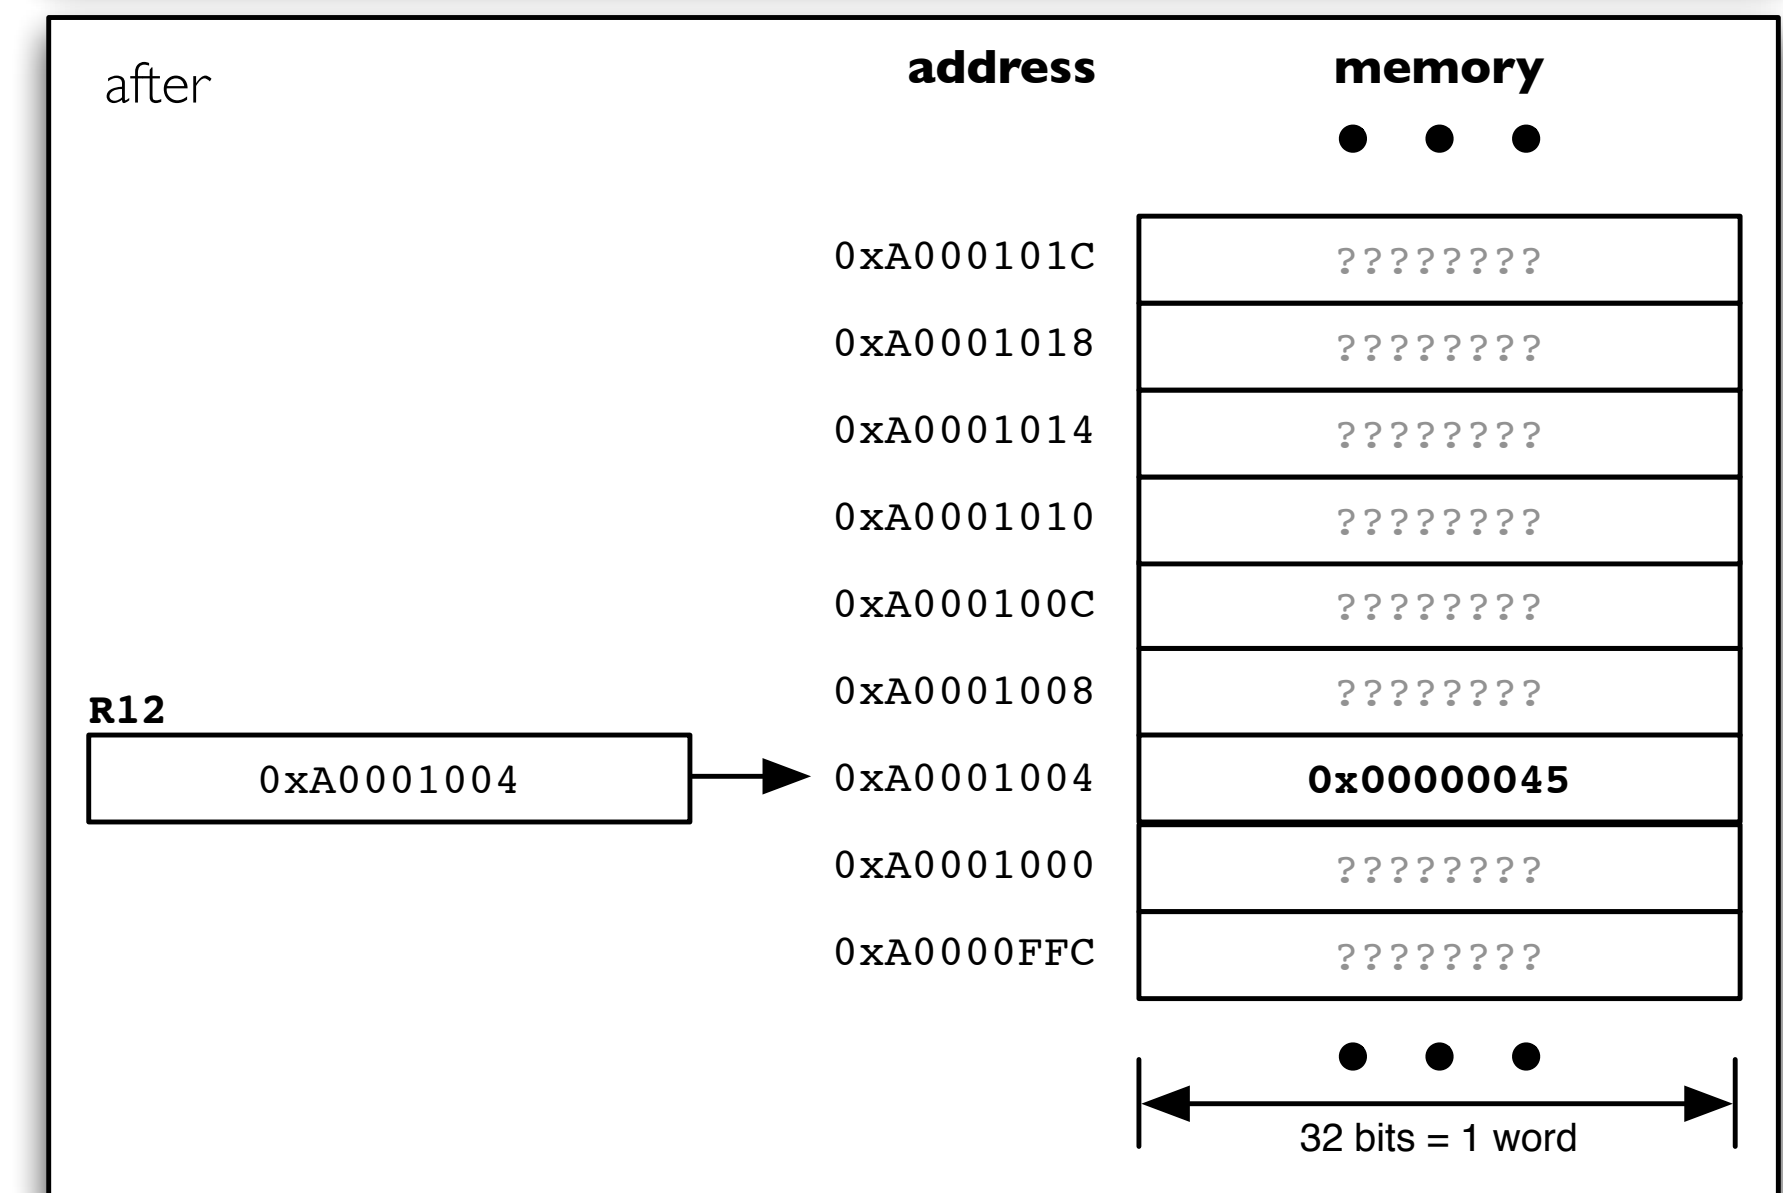 after address memory
• • •
0xA000101C ????????
0xA0001018 ????????
0xA0001014 ????????
0xA0001010 ????????
0xA000100C ????????
0xA0001008 ????????
R12
0xA0001004 0xA0001004 0x00000045
0xA0001000 ????????
0xA0000FFC ????????
• • •
32 bits = 1 word